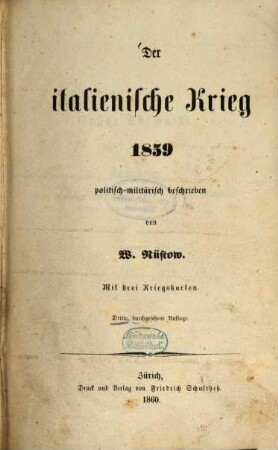 Der
italienische Krieg
1859
politisch-militärisch beschrieben
von
W. Rüstow.
Mit drei Kriegskarten.
Dritte, durchgesehene Auflage.
Bibliothek.
Zürich,
Druck und Verlag von Friedrich Schultheß.
1860.